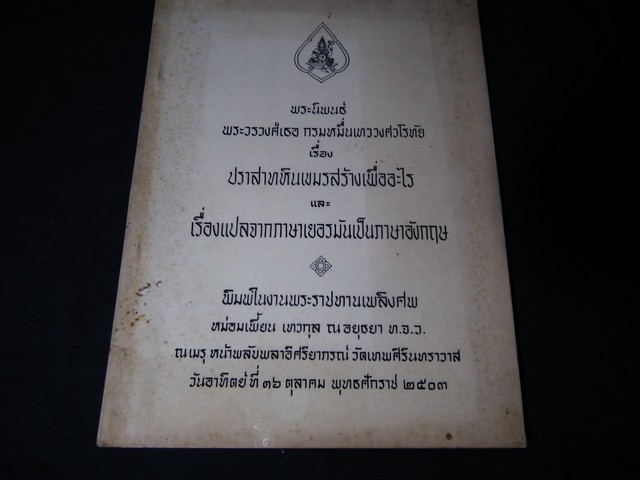 พระนิพนธ์
พระวรวงศ์เธอ กรมหมื่นเทววงศวโรทัย
เรื่อง
ปราสาทหินเขมรสร้างเพื่ออะไร
และ
เรื่องแปลจากภาษาเยอรมันเป็นภาษาอังกฤษ
พิมพ์ในงานพระราชทานเพลิงศพ
หม่อมเพี้ยน เทวกุล ณอยุธยา ท.จ.ว.
ณเมรุ หน้าพลับพลาอิศริยาภรณ์ วัดเทพศิรินทราวาส
วันอาทิตย์ ที่ ๑๖ ตุลาคม พุทธศักราช ๒๕๐๓